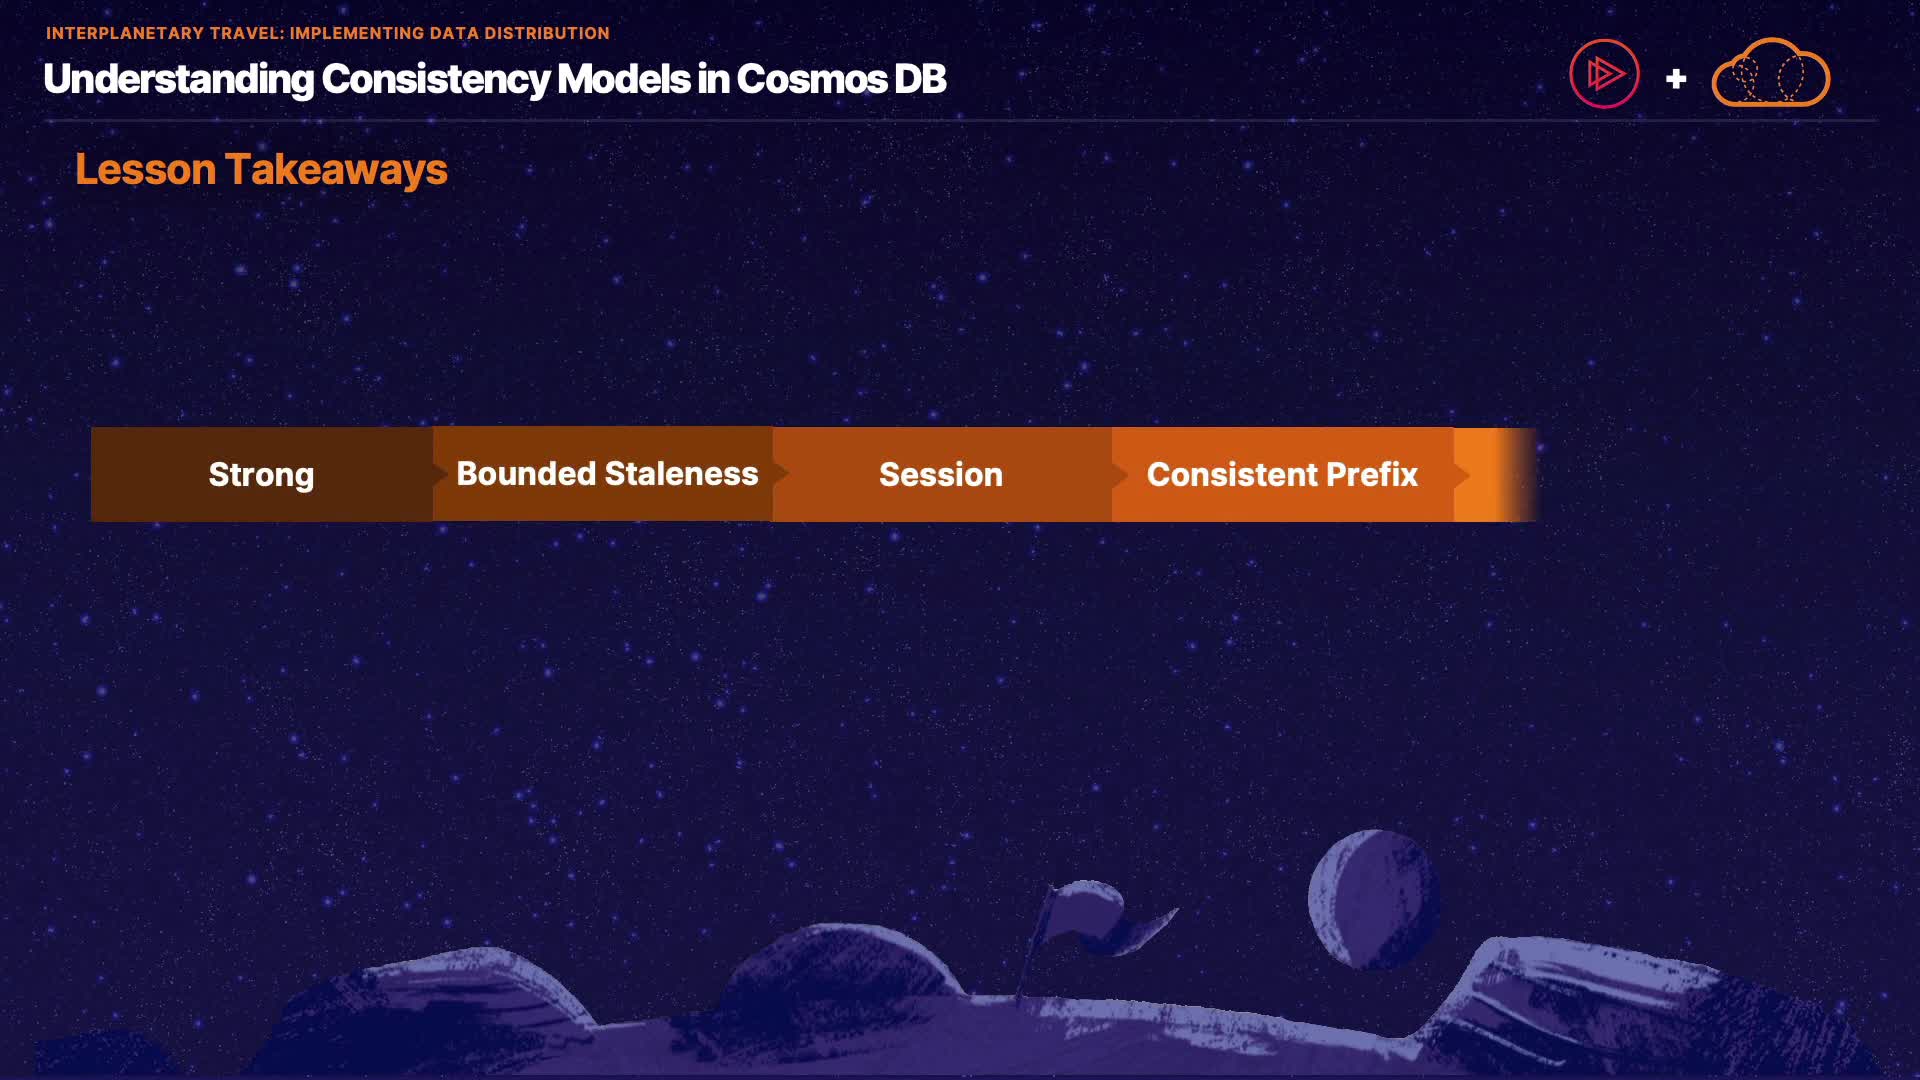 INTERPLANETARY TRAVEL: IMPLEMENTING DATA DISTRIBUTION
Understanding Consistency Models in Cosmos DB
+
Lesson Takeaways
Strong
Bounded Staleness
Session
Consistent Prefix